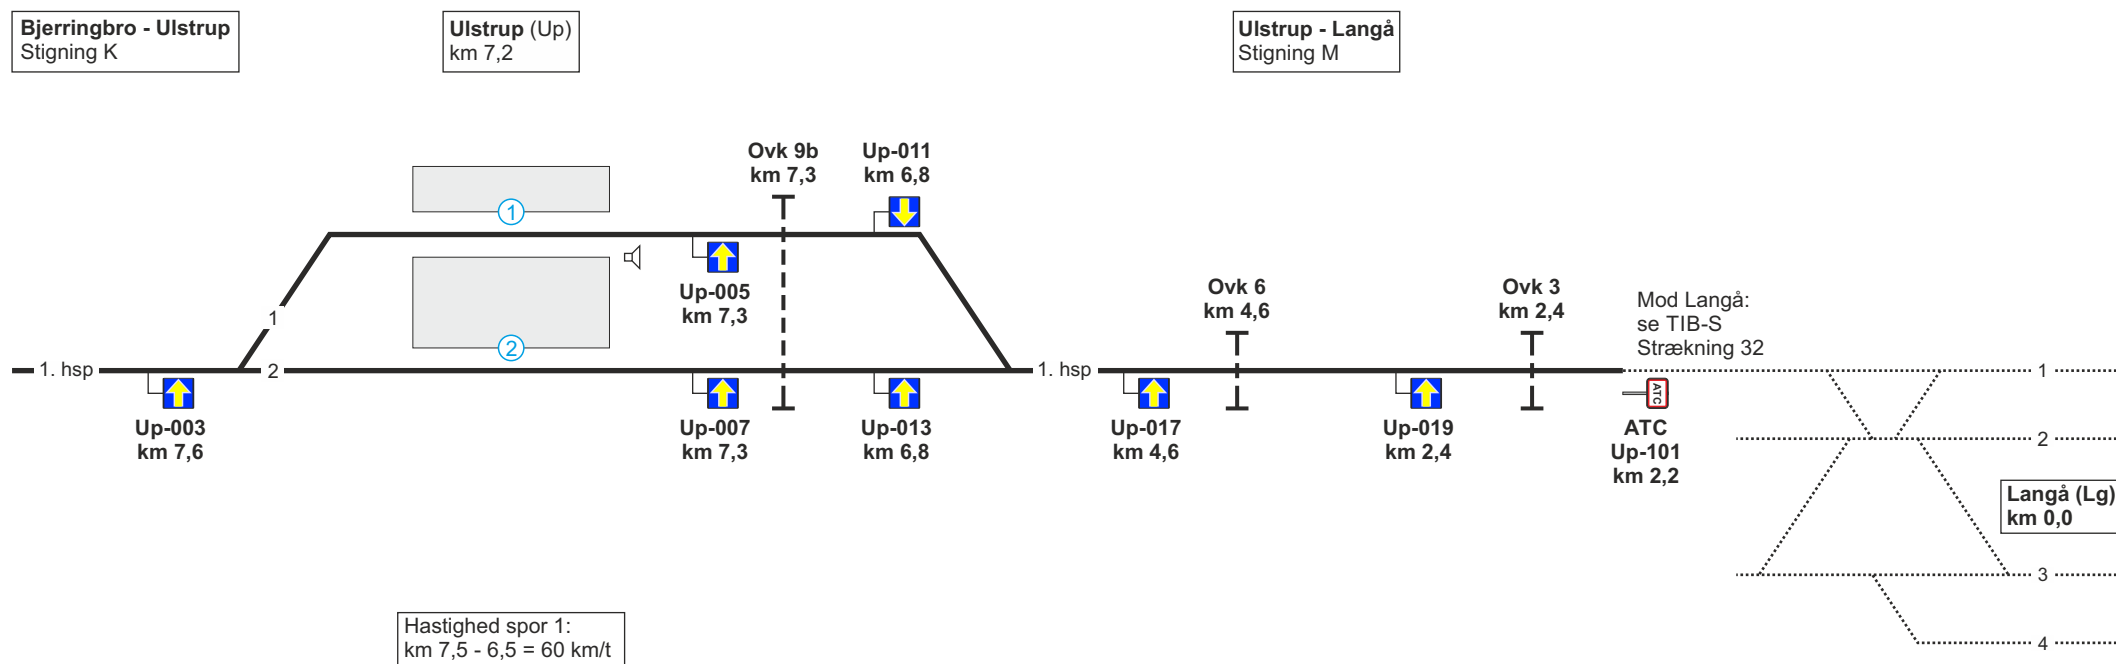 Bjerringbro - Ulstrup
Stigning K
Ulstrup (Up)
km 7,2
Ulstrup - Langå
Stigning M
Ovk 9b
km 7,3
Up-011
km 6,8
1
Up-005
km 7,3
Ovk 6
km 4,6
Ovk 3
km 2,4
Mod Langå:
se TIB-S
Strækning 32
1
2
1. hsp
2
1. hsp
1
Up-003
km 7,6
Up-007
km 7,3
Up-013
km 6,8
Up-017
km 4,6
Up-019
km 2,4
ATC
ATC
Up-101
km 2,2
2
Langå (Lg)
km 0,0
3
4
Hastighed spor 1:
km 7,5 - 6,5 = 60 km/t